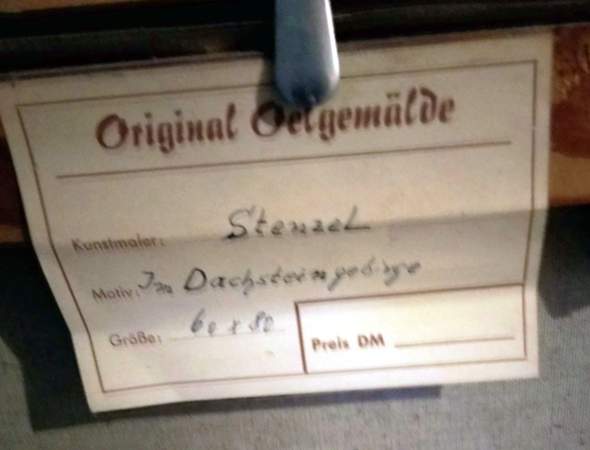 Original Oelgemälde
Kunstmaler: Stenzel
Motiv: Im Dachsteingebirge
Größe: 60 x 80
Preis DM